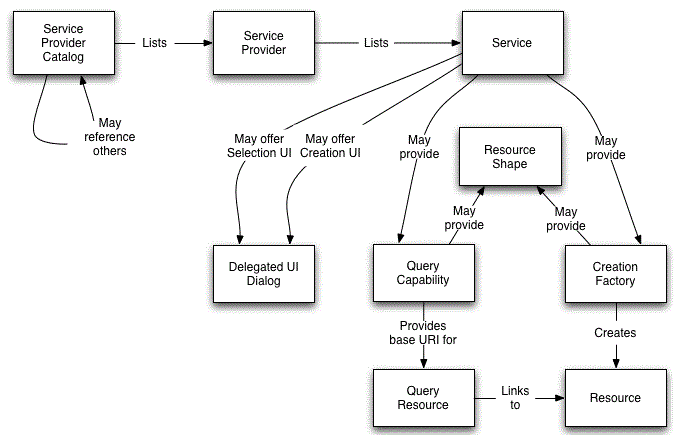 Service
Provider
Catalog
Lists
Service
Provider
Lists
Service
May
reference
others
May offer
Selection UI
May offer
Creation UI
May
provide
Resource
Shape
May
provide
May
provide
May
provide
Delegated UI
Dialog
Query
Capability
Creation
Factory
Provides
base URI for
Creates
Query
Resource
Links
to
Resource